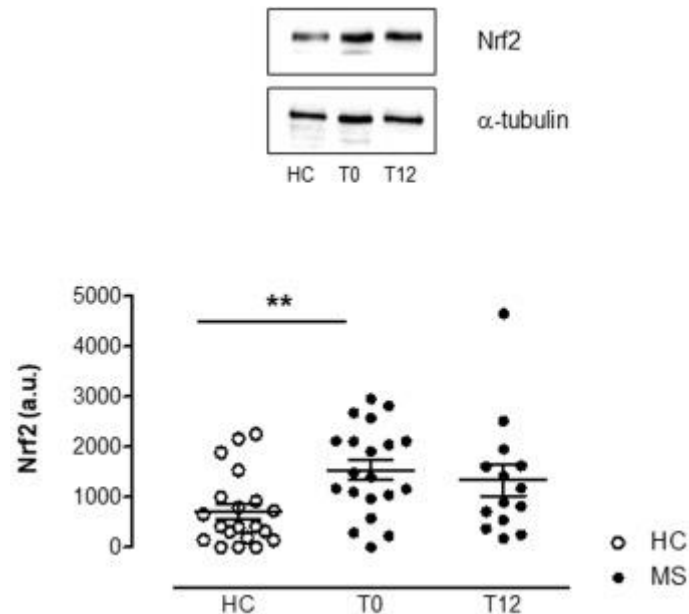 Nrf2
α-tubulin
HC T0 T12
**
5000
4000
3000
2000
1000
0
Nrf2 (a.u.)
HC T0 T12
HC
MS